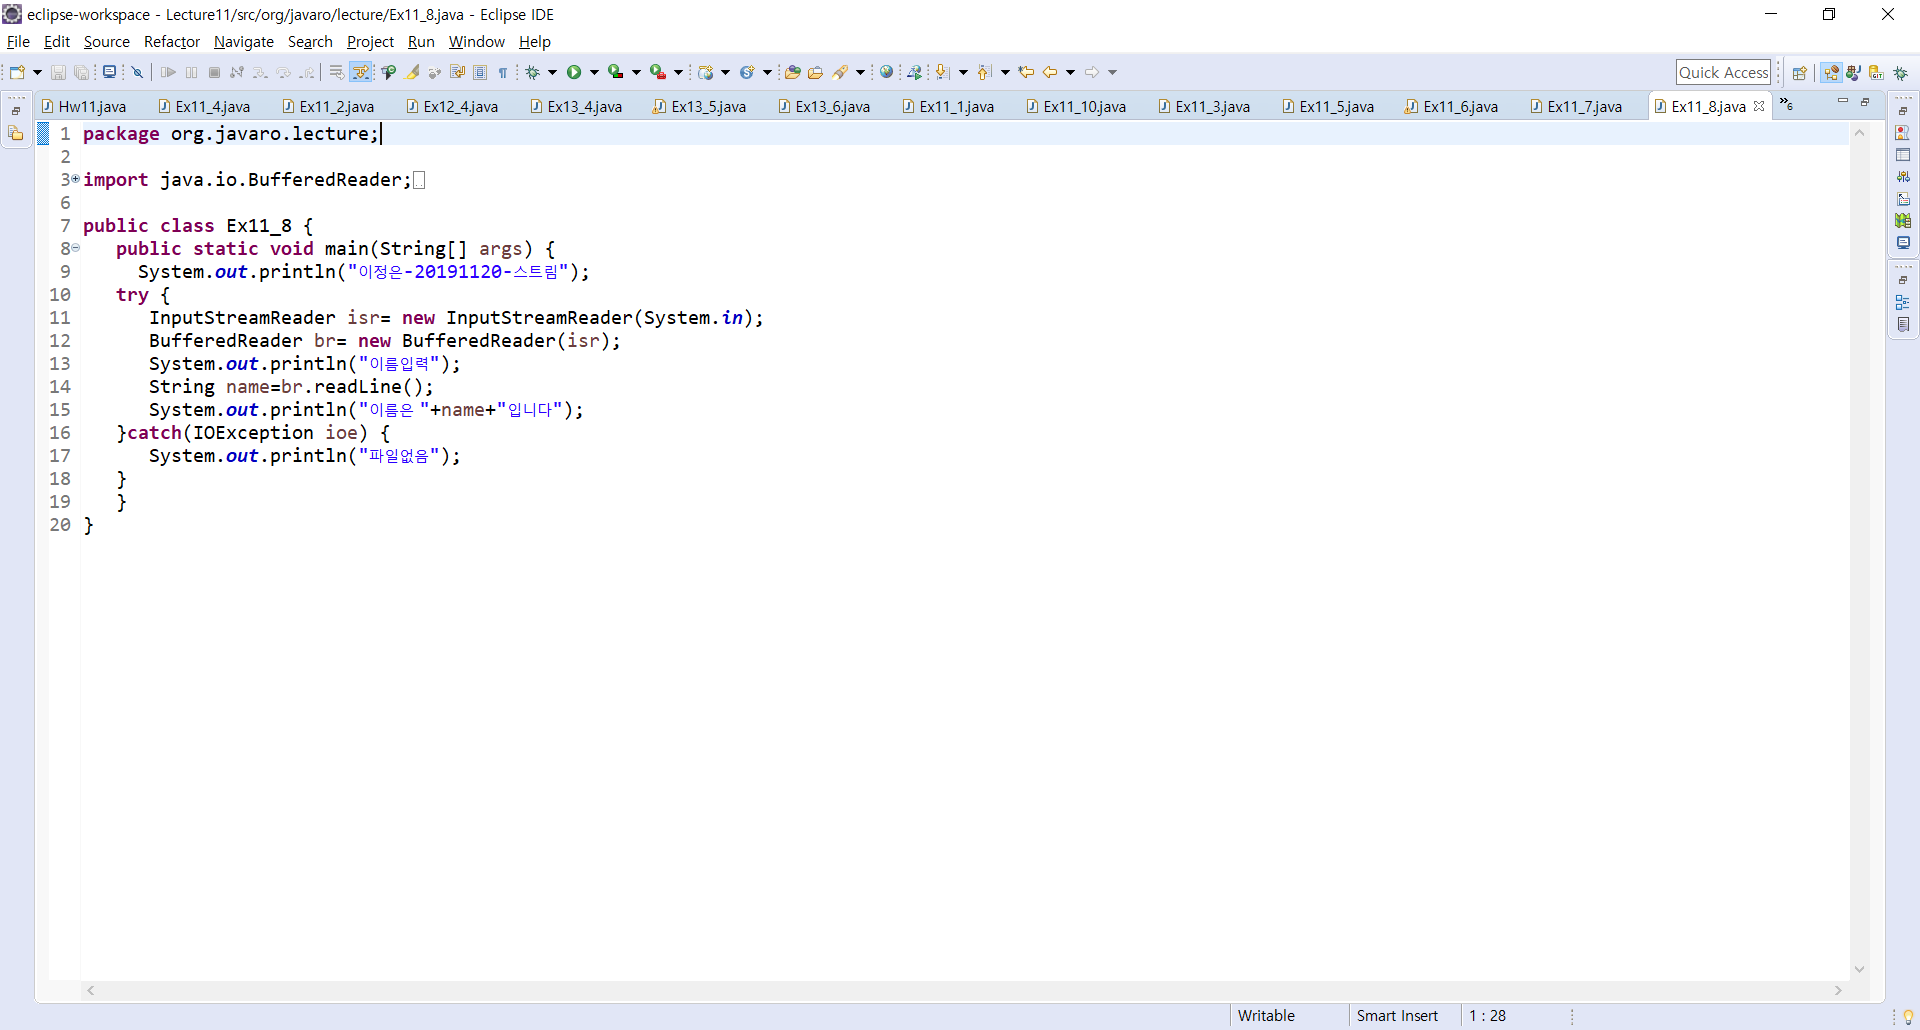 eclipse-workspace - Lecture11/src/org/javaro/lecture/Ex11_8.java - Eclipse IDE
File Edit Source Refactor Navigate Search Project Run Window Help
Quick Access
Hw11.java Ex11_4.java Ex11_2.java Ex12_4.java Ex13_4.java Ex13_5.java Ex13_6.java Ex11_1.java Ex11_10.java Ex11_3.java Ex11_5.java Ex11_6.java Ex11_7.java Ex11_8.java »6
1 package org.javaro.lecture;
2
3 import java.io.BufferedReader;
6
7 public class Ex11_8 {
8 public static void main(String[] args) {
9 System.out.println("이정은-20191120-스트림");
10 try {
11 InputStreamReader isr= new InputStreamReader(System.in);
12 BufferedReader br= new BufferedReader(isr);
13 System.out.println("이름입력");
14 String name=br.readLine();
15 System.out.println("이름은 "+name+"입니다");
16 }catch(IOException ioe) {
17 System.out.println("파일없음");
18 }
19 }
20 }
Writable Smart Insert 1 : 28